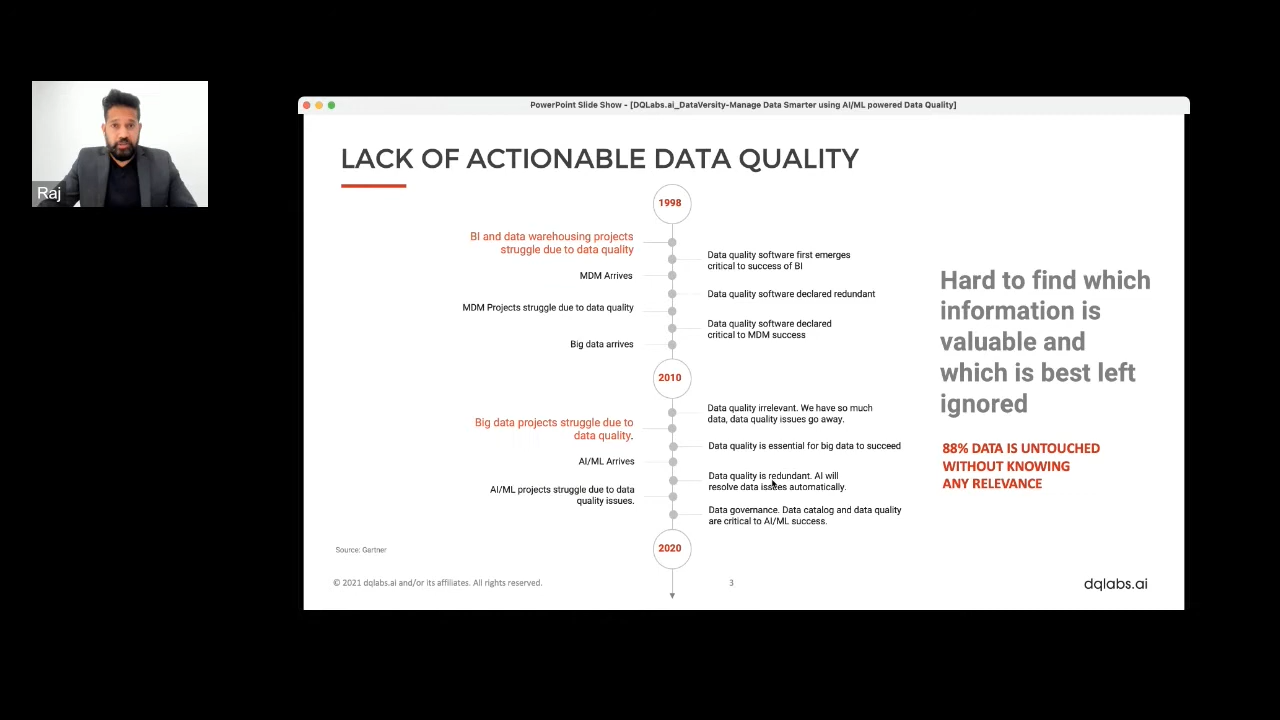 PowerPoint Slide Show - [DQLabs.ai_DataVersity-Manage Data Smarter using AI/ML powered Data Quality]
Raj
LACK OF ACTIONABLE DATA QUALITY
1998
BI and data warehousing projects
struggle due to data quality
Data quality software first emerges
critical to success of BI
MDM Arrives
Data quality software declared redundant
MDM Projects struggle due to data quality
Data quality software declared
critical to MDM success
Big data arrives
2010
Data quality irrelevant. We have so much
data, data quality issues go away.
Big data projects struggle due to
data quality.
Data quality is essential for big data to succeed
AI/ML Arrives
Data quality is redundant. AI will
resolve data issues automatically.
AI/ML projects struggle due to data
quality issues.
Data governance. Data catalog and data quality
are critical to AI/ML success.
2020
Hard to find which
information is
valuable and
which is best left
ignored
88% DATA IS UNTOUCHED
WITHOUT KNOWING
ANY RELEVANCE
Source: Gartner
© 2021 dqlabs.ai and/or its affiliates. All rights reserved.
3
dqlabs.ai